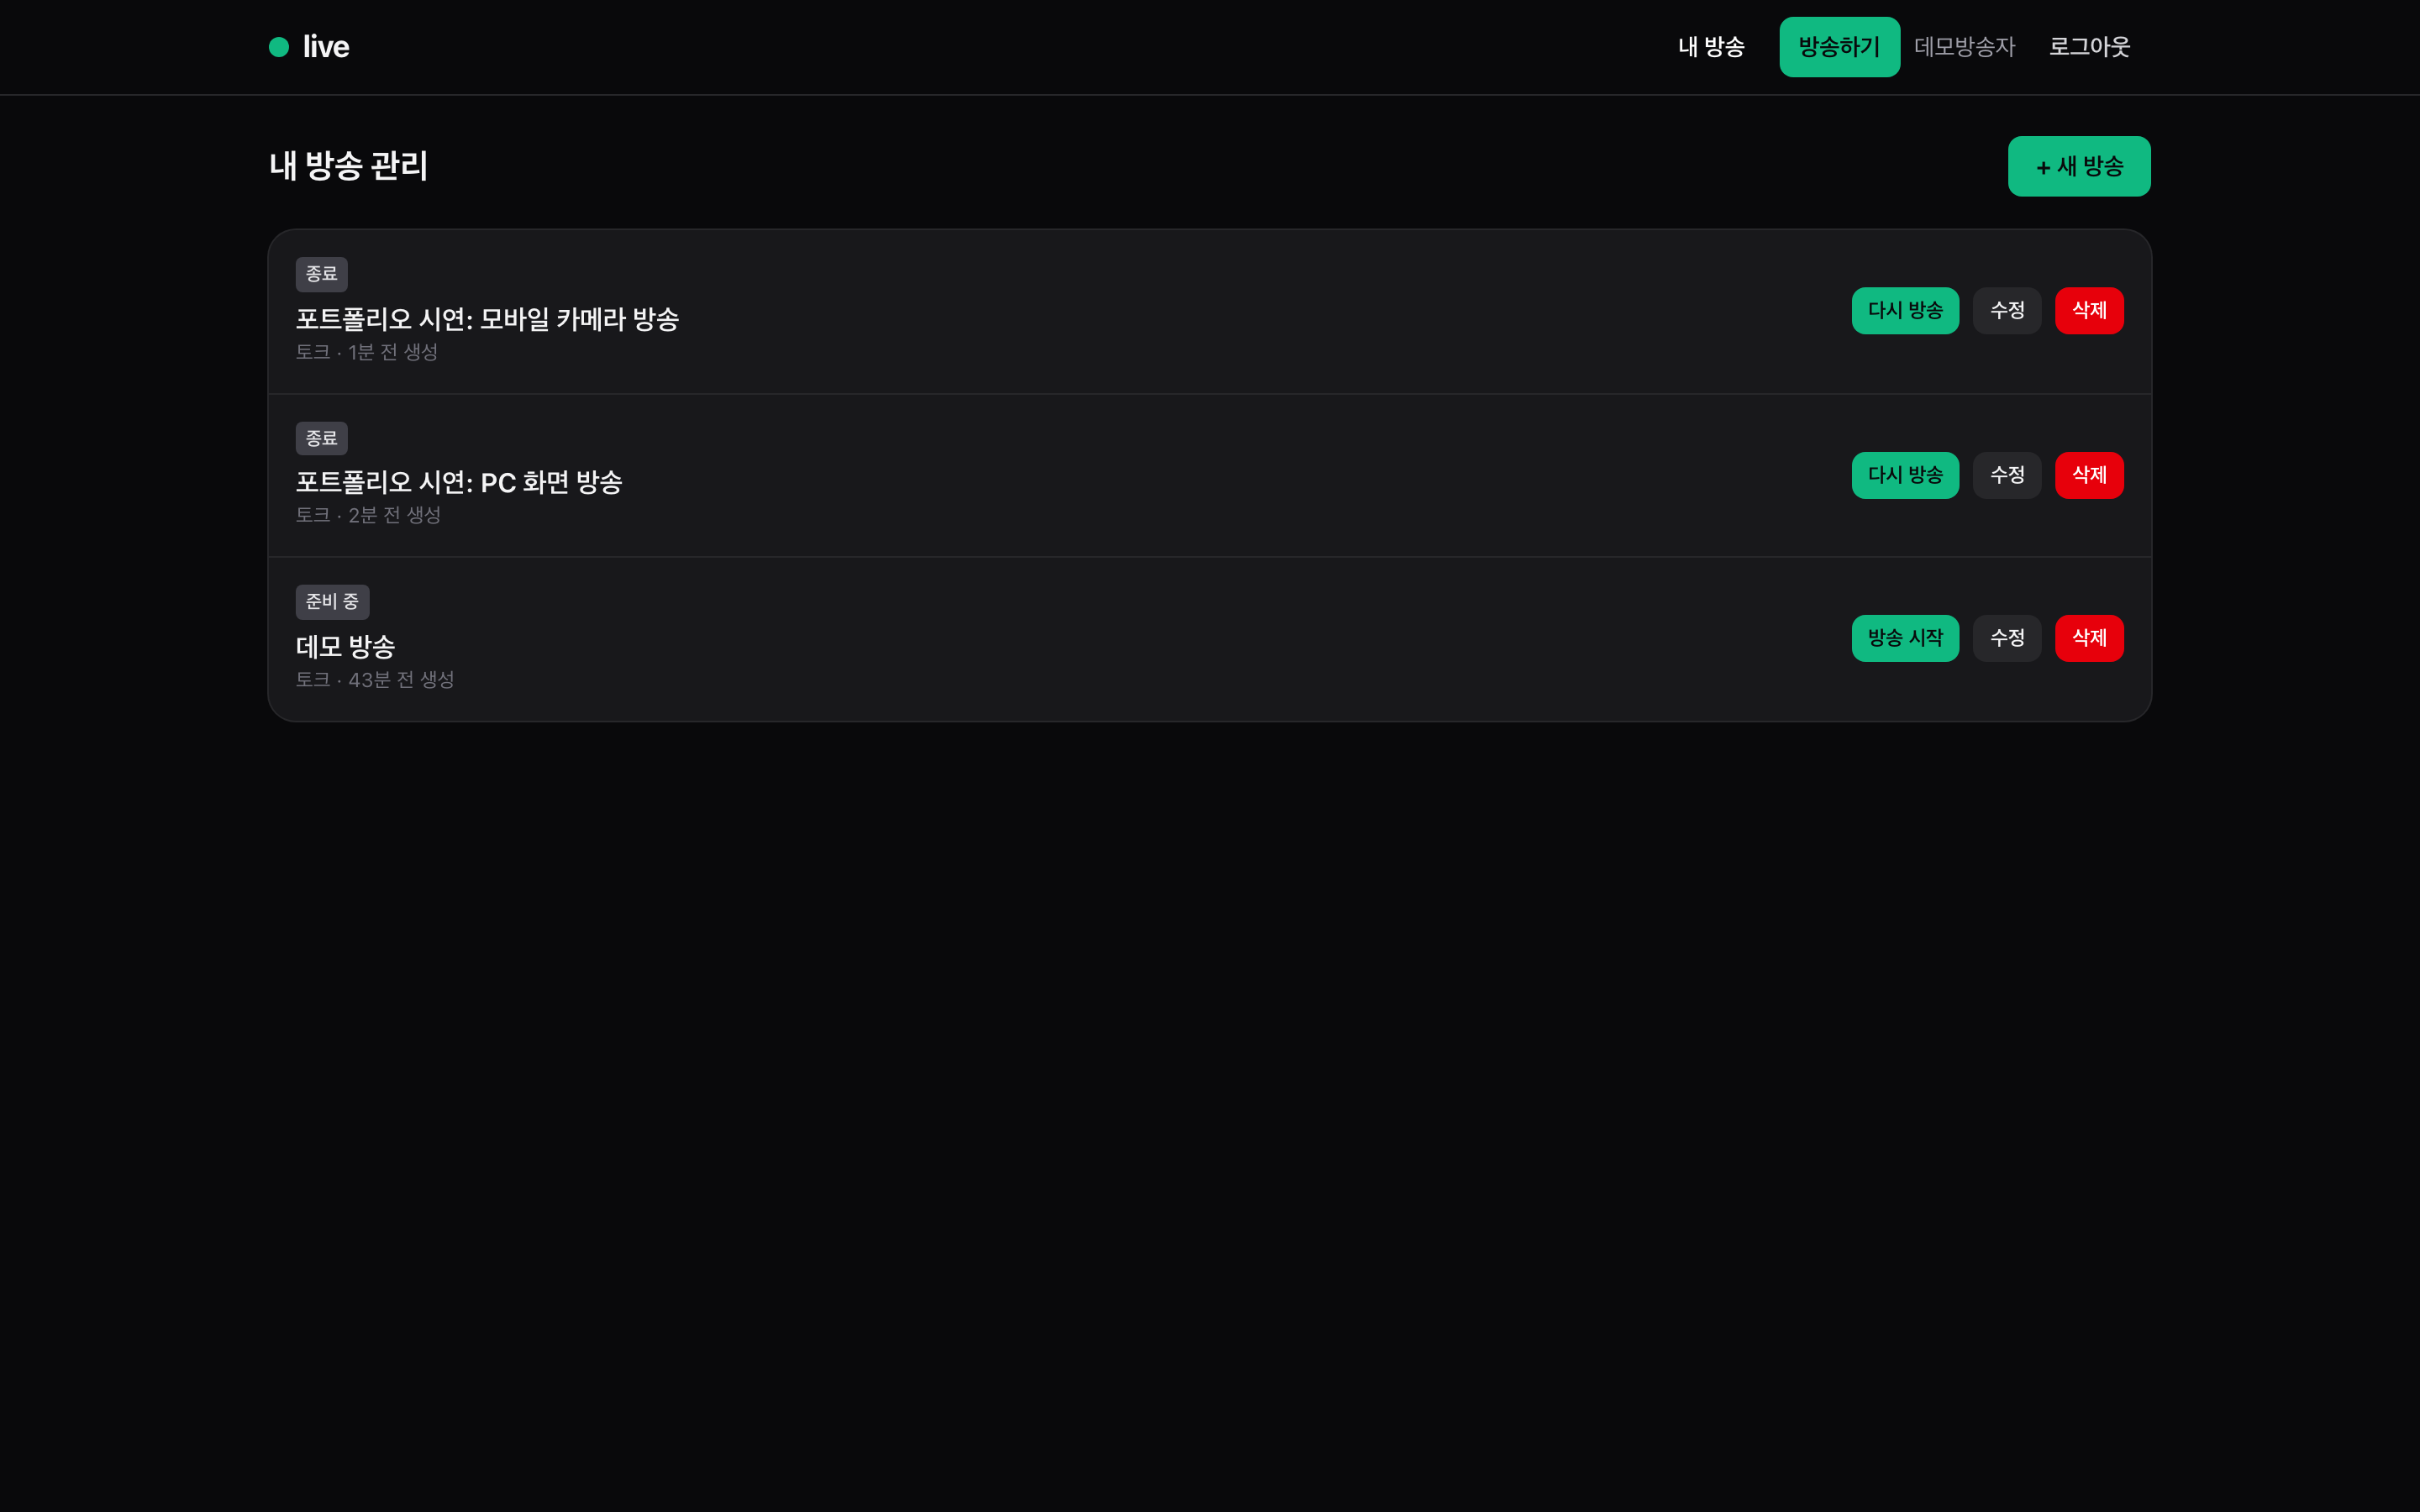 live
내 방송 방송하기 데모방송자 로그아웃
내 방송 관리
+ 새 방송
종료
포트폴리오 시연: 모바일 카메라 방송
토크 · 1분 전 생성
다시 방송 수정 삭제
종료
포트폴리오 시연: PC 화면 방송
토크 · 2분 전 생성
다시 방송 수정 삭제
준비 중
데모 방송
토크 · 43분 전 생성
방송 시작 수정 삭제